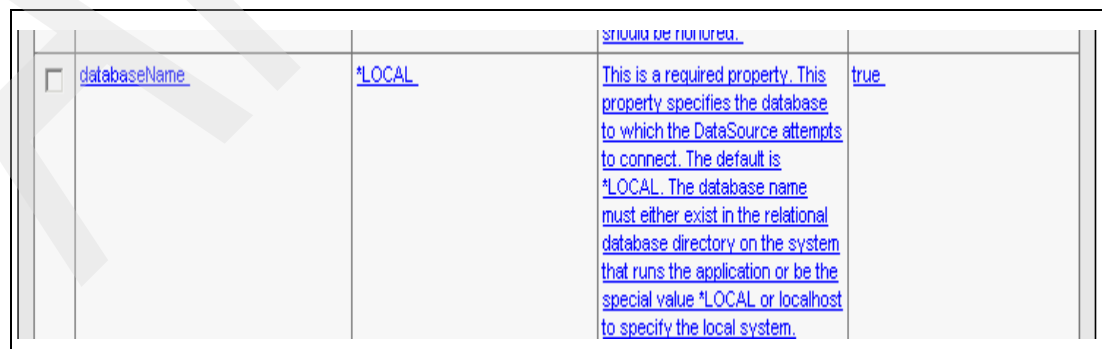 should be honored.
databaseName *LOCAL This is a required property. This true
property specifies the database
to which the DataSource attempts
to connect. The default is
*LOCAL. The database name
must either exist in the relational
database directory on the system
that runs the application or be the
special value *LOCAL or localhost
to specify the local system.